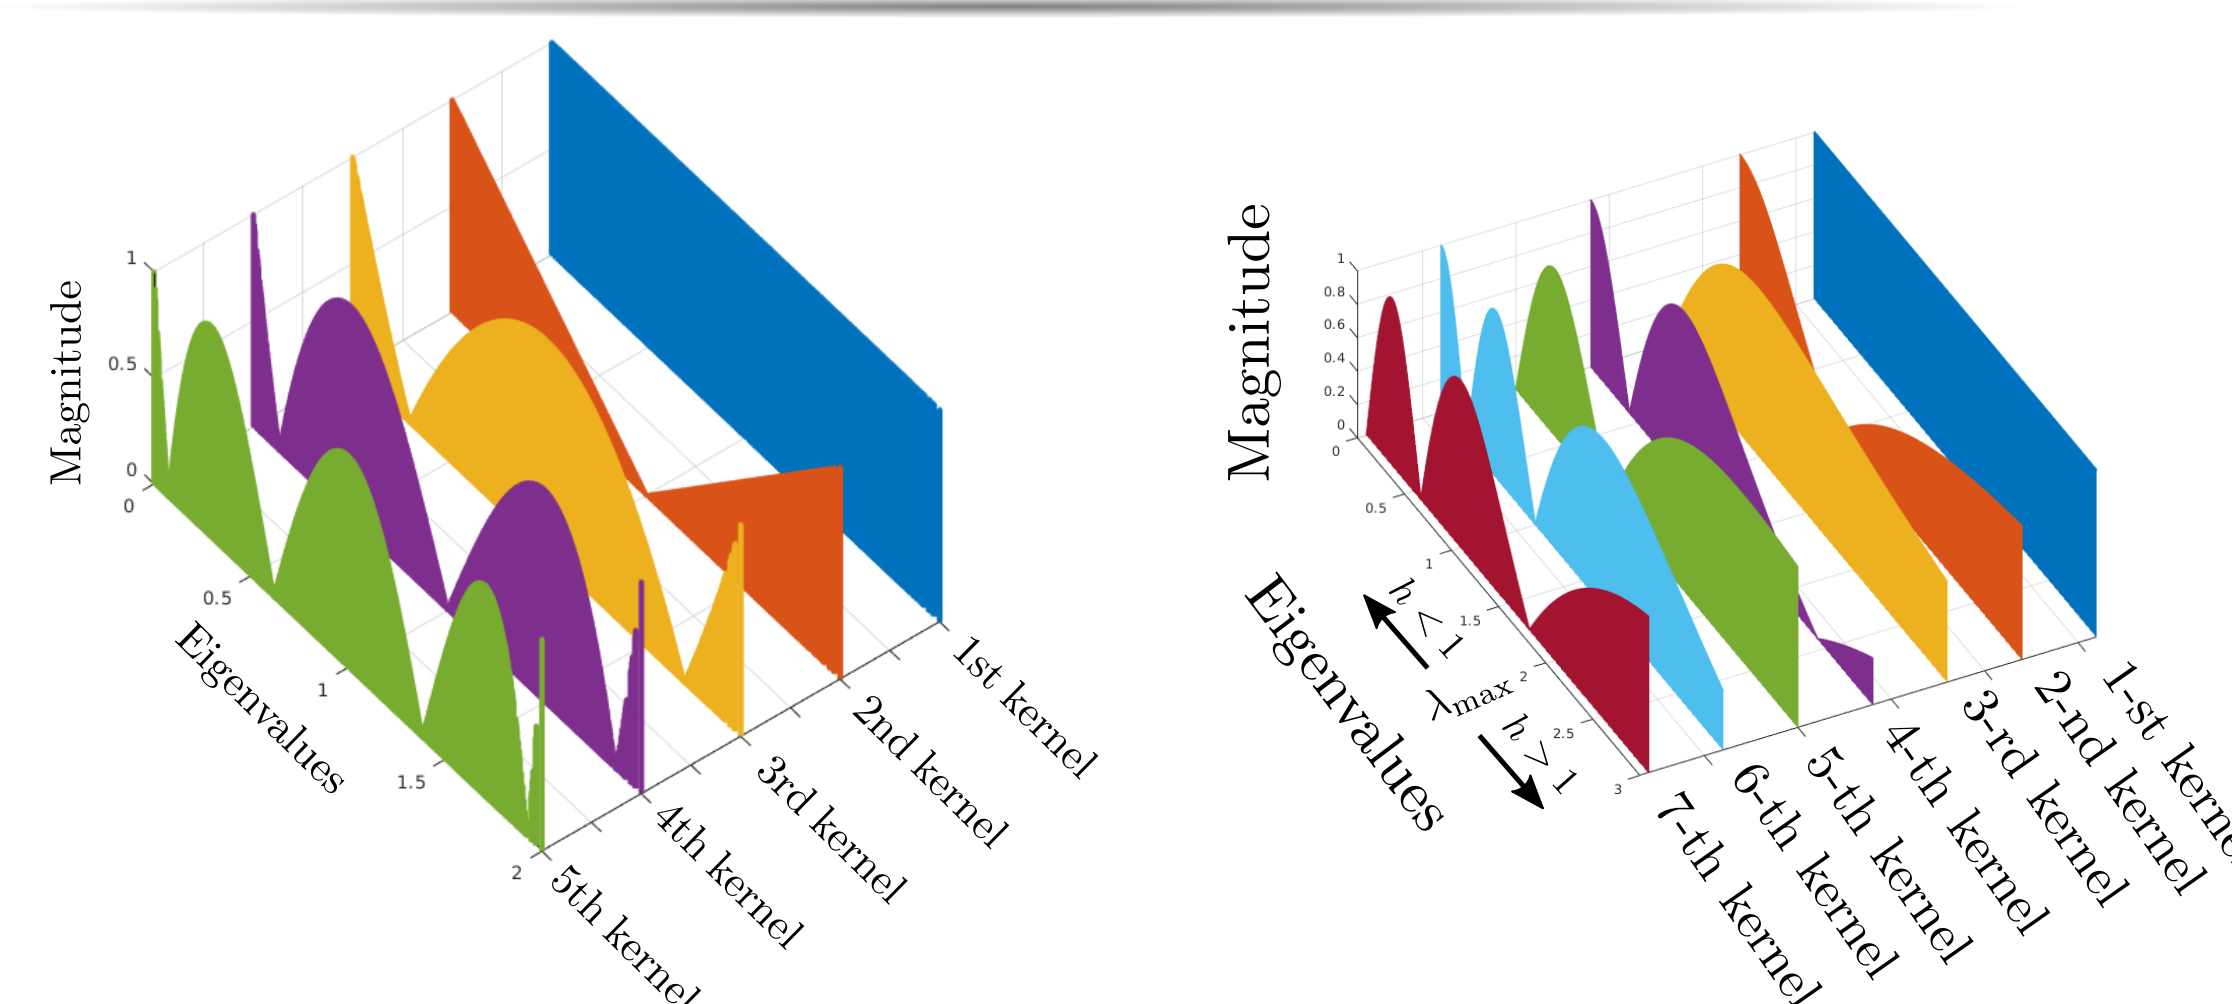 Magnitude
1
0.5
0
0
0.5
1
1.5
2
Eigenvalues
1st kernel
2nd kernel
3rd kernel
4th kernel
5th kernel
Magnitude
1
0.8
0.6
0.4
0.2
0
0
0.5
1
1.5
2
2.5
3
Eigenvalues
h < 1
λmax
h > 1
1-st kerne
2-nd kernel
3-rd kernel
4-th kernel
5-th kernel
6-th kernel
7-th kernel